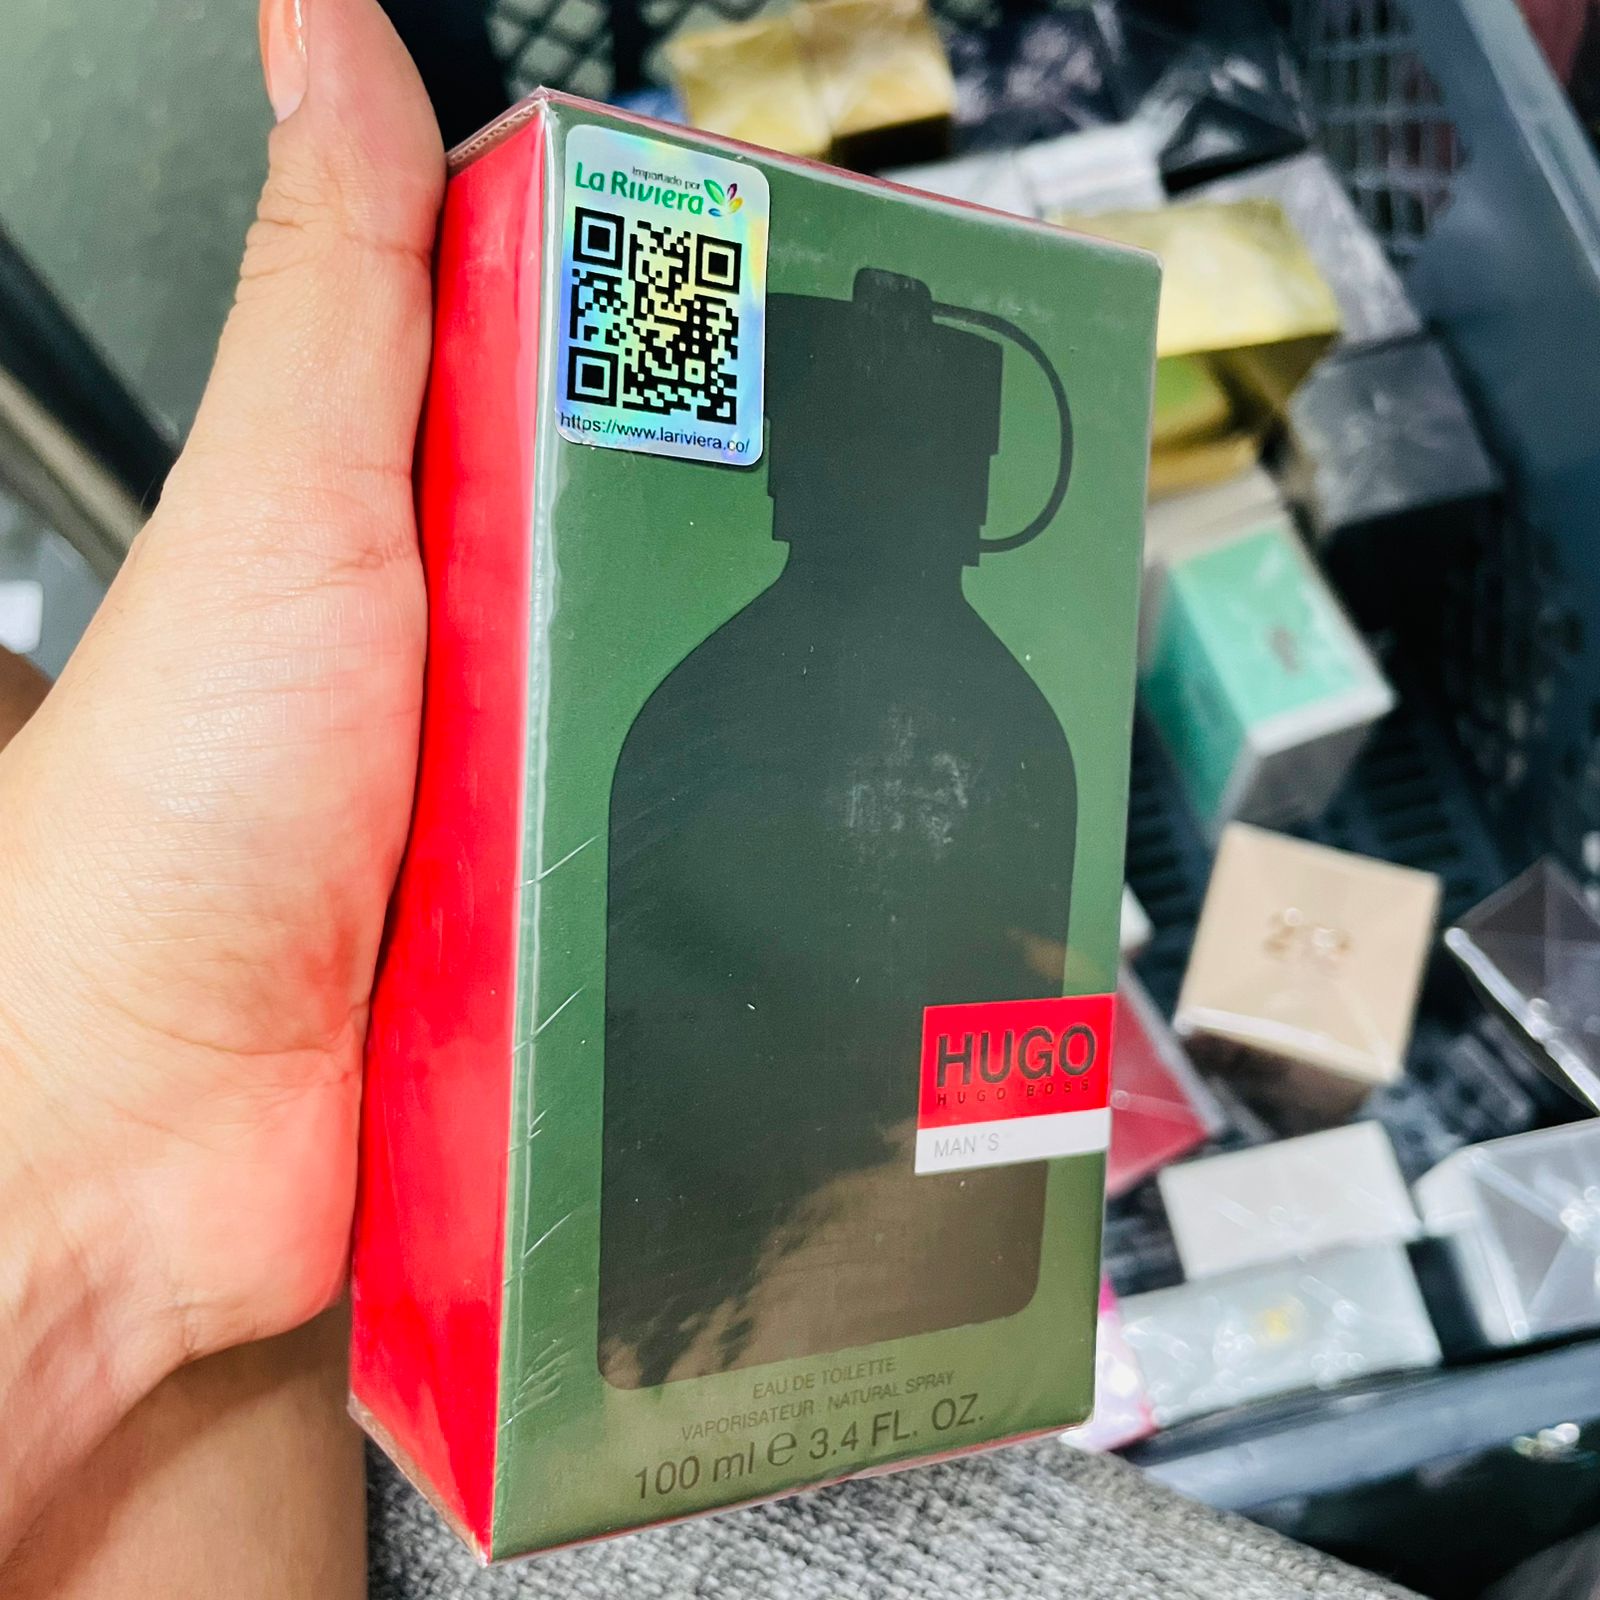 Importado por
La Riviera
https://www.lariviera.co/
HUGO
HUGO BOSS
MAN´S
EAU DE TOILETTE
VAPORISATEUR NATURAL SPRAY
100 ml ℮ 3.4 FL. OZ.
212